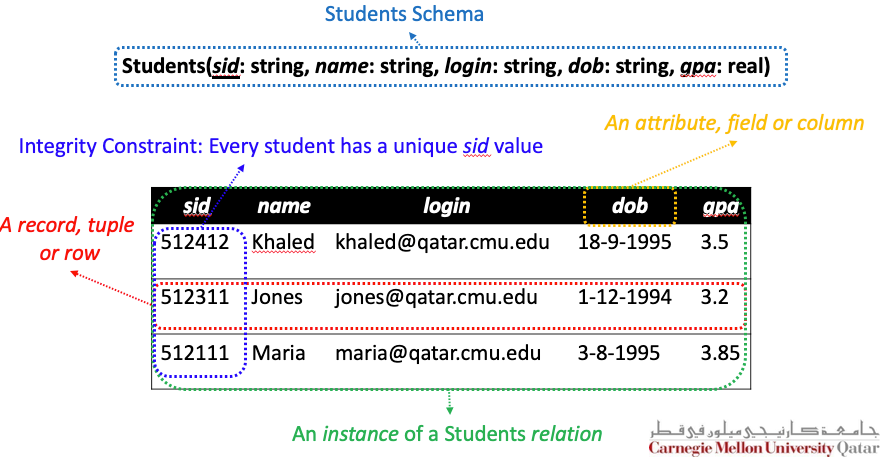 Students Schema
Students(sid: string, name: string, login: string, dob: string, gpa: real)
An attribute, field or column
Integrity Constraint: Every student has a unique sid value
A record, tuple
or row
sid name login dob gpa
512412 Khaled khaled@qatar.cmu.edu 18-9-1995 3.5
512311 Jones jones@qatar.cmu.edu 1-12-1994 3.2
512111 Maria maria@qatar.cmu.edu 3-8-1995 3.85
An instance of a Students relation
جامعة كارنيجي ميلون في قطر
Carnegie Mellon University Qatar